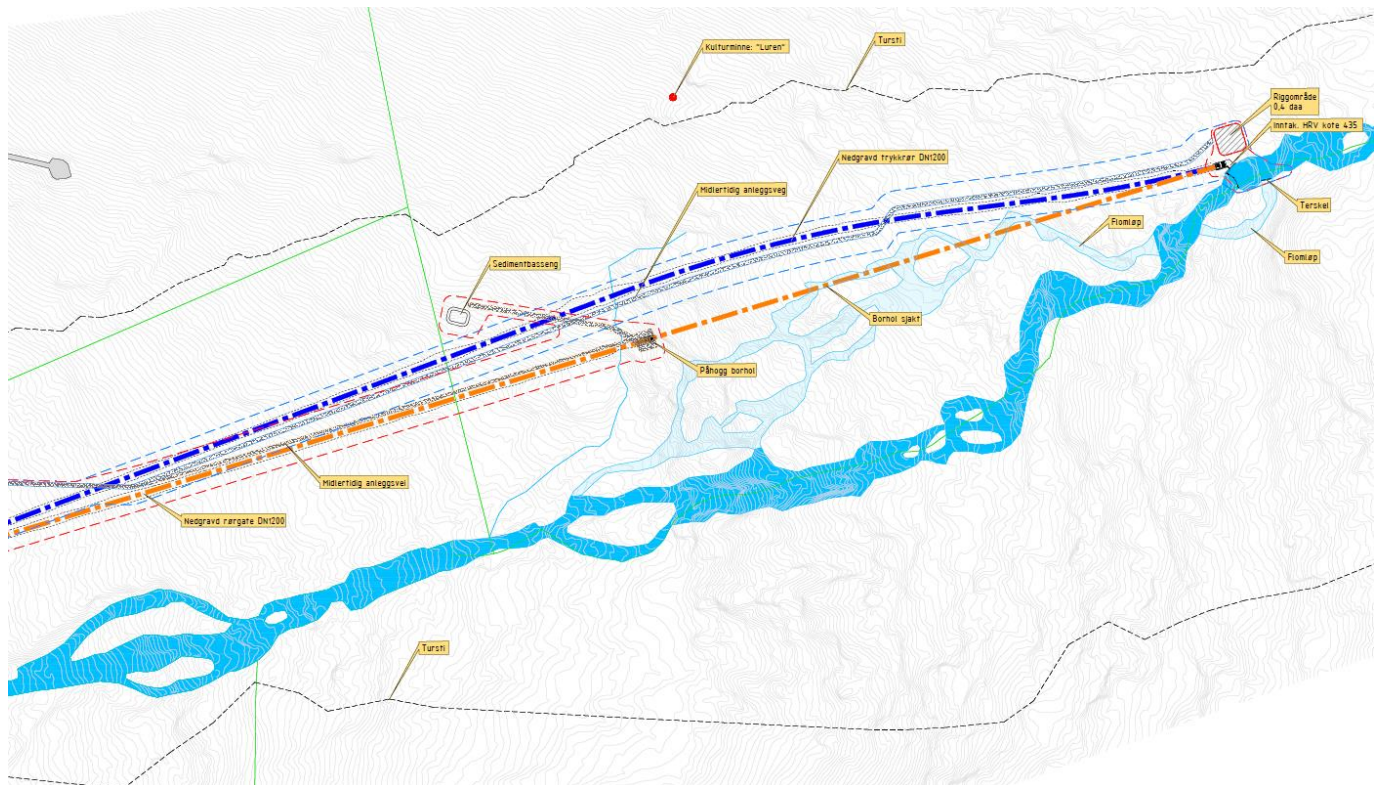 Kulturminne: "Luren"
Tursti
Riggområde
0,4 daa
Inntak. HRV kote 435
Nedgravd trykkrør DN1200
Midlertidig anleggsveg
Terskel
Flomløp
Flomløp
Sedimentbasseng
Borhol sjakt
Påhogg borhol
Midlertidig anleggsvei
Nedgravd rørgate DN1200
Tursti